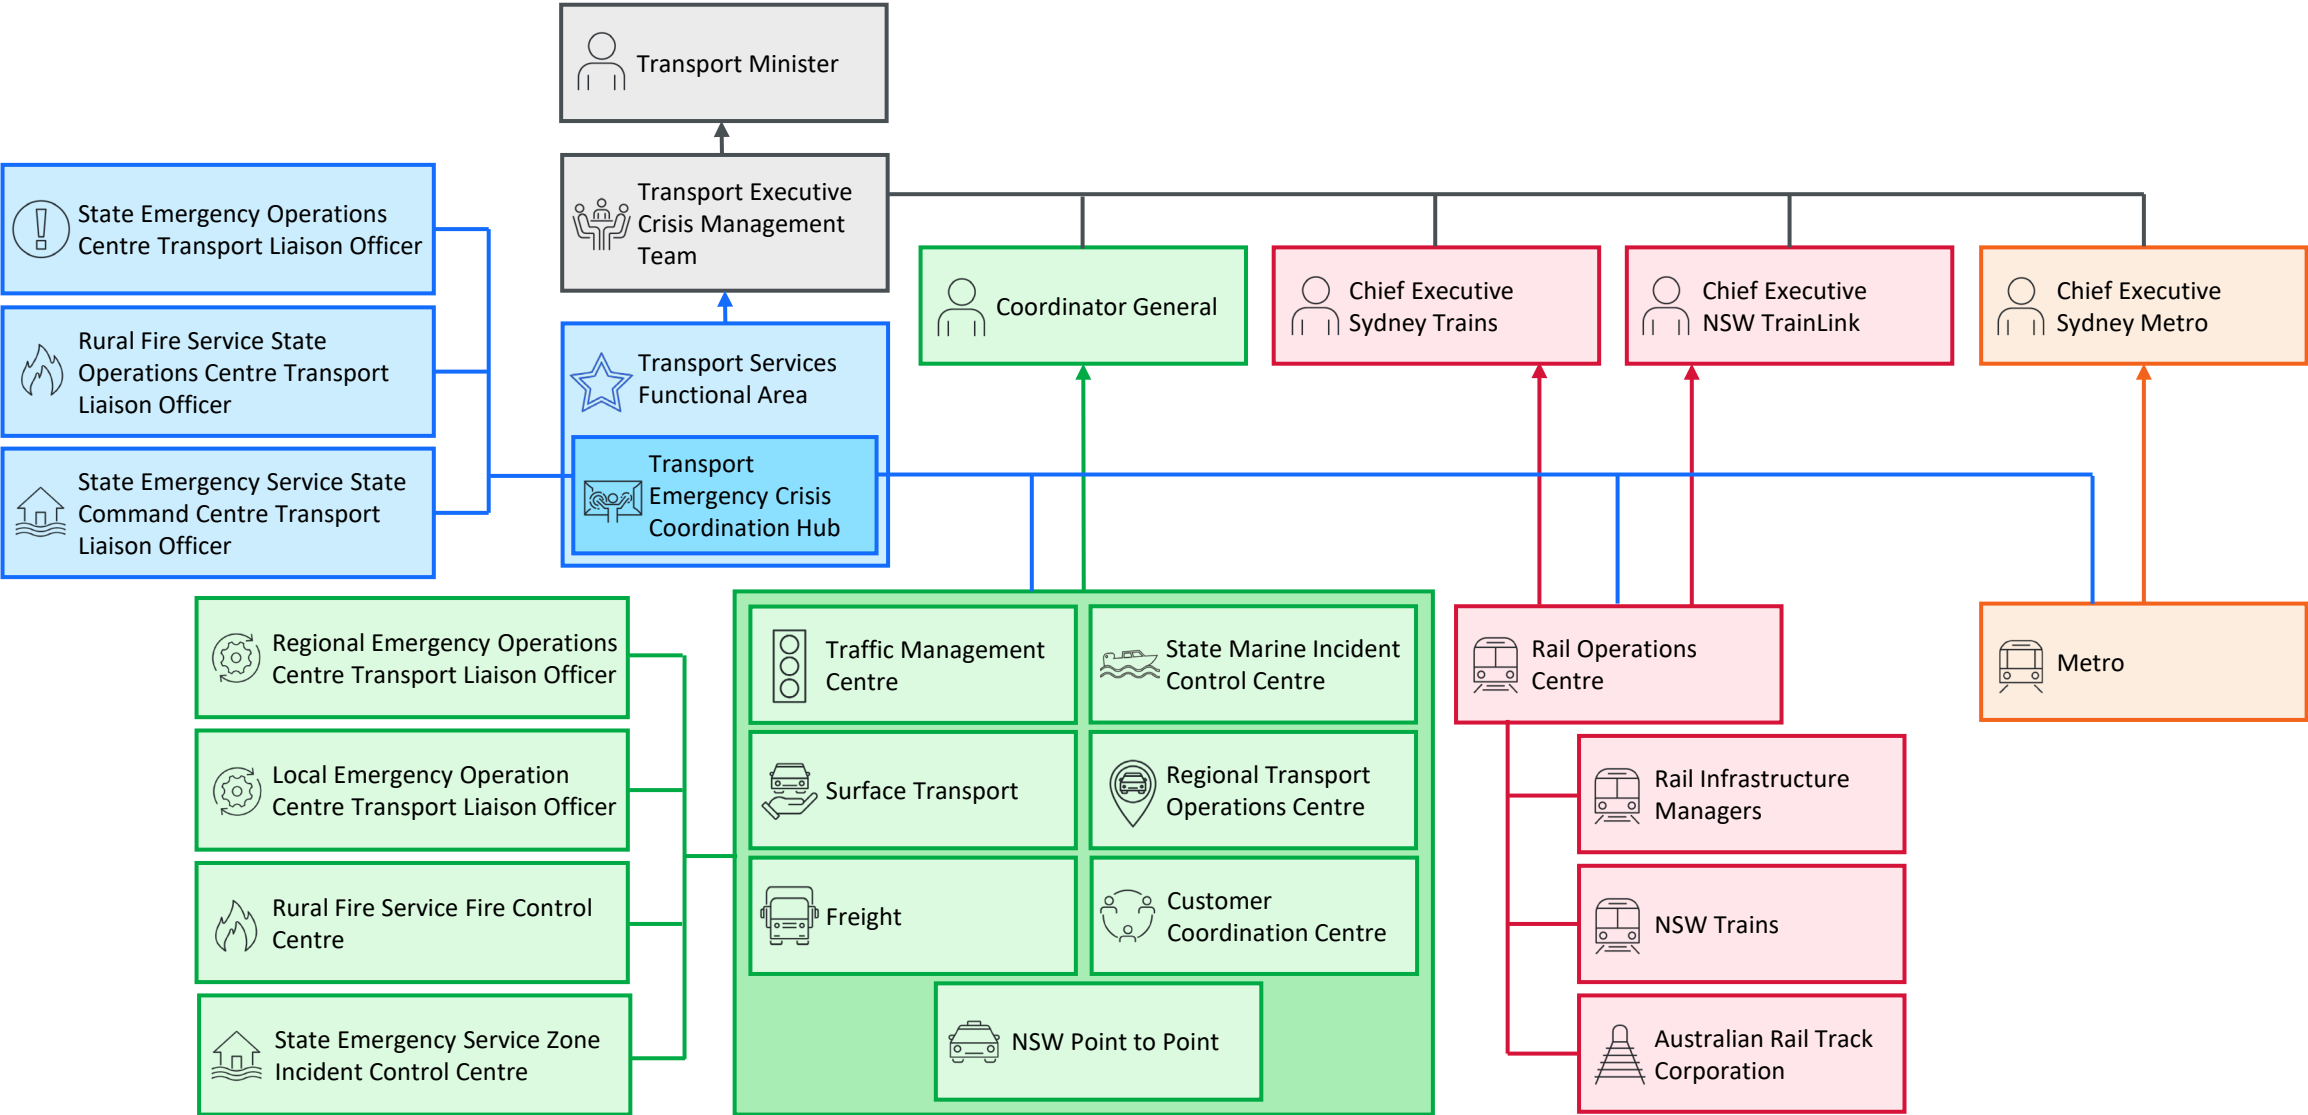 Transport Minister
Transport Executive
Crisis Management
Team
State Emergency Operations
Centre Transport Liaison Officer
Rural Fire Service State
Operations Centre Transport
Liaison Officer
State Emergency Service State
Command Centre Transport
Liaison Officer
Transport Services
Functional Area
Transport
Emergency Crisis
Coordination Hub
Coordinator General
Chief Executive
Sydney Trains
Chief Executive
NSW TrainLink
Chief Executive
Sydney Metro
Regional Emergency Operations
Centre Transport Liaison Officer
Local Emergency Operation
Centre Transport Liaison Officer
Rural Fire Service Fire Control
Centre
State Emergency Service Zone
Incident Control Centre
Traffic Management
Centre
State Marine Incident
Control Centre
Surface Transport
Regional Transport
Operations Centre
Freight
Customer
Coordination Centre
NSW Point to Point
Rail Operations
Centre
Rail Infrastructure
Managers
NSW Trains
Australian Rail Track
Corporation
Metro